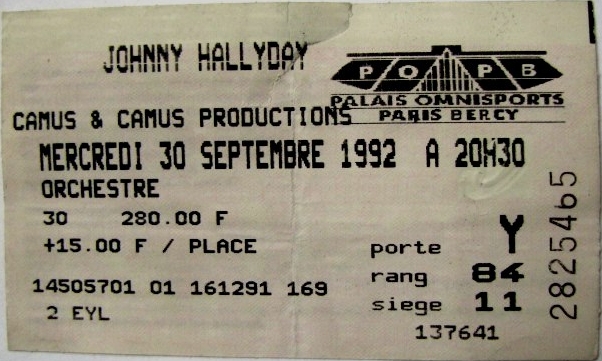 JOHNNY HALLYDAY
P O P B
PALAIS OMNISPORTS
PARIS BERCY
CAMUS & CAMUS PRODUCTIONS
MERCREDI 30 SEPTEMBRE 1992 A 20H30
ORCHESTRE
30 280.00 F
+15.00 F / PLACE
porte Y
rang 84
siege 11
14505701 01 161291 169
2 EYL
137641
2825465